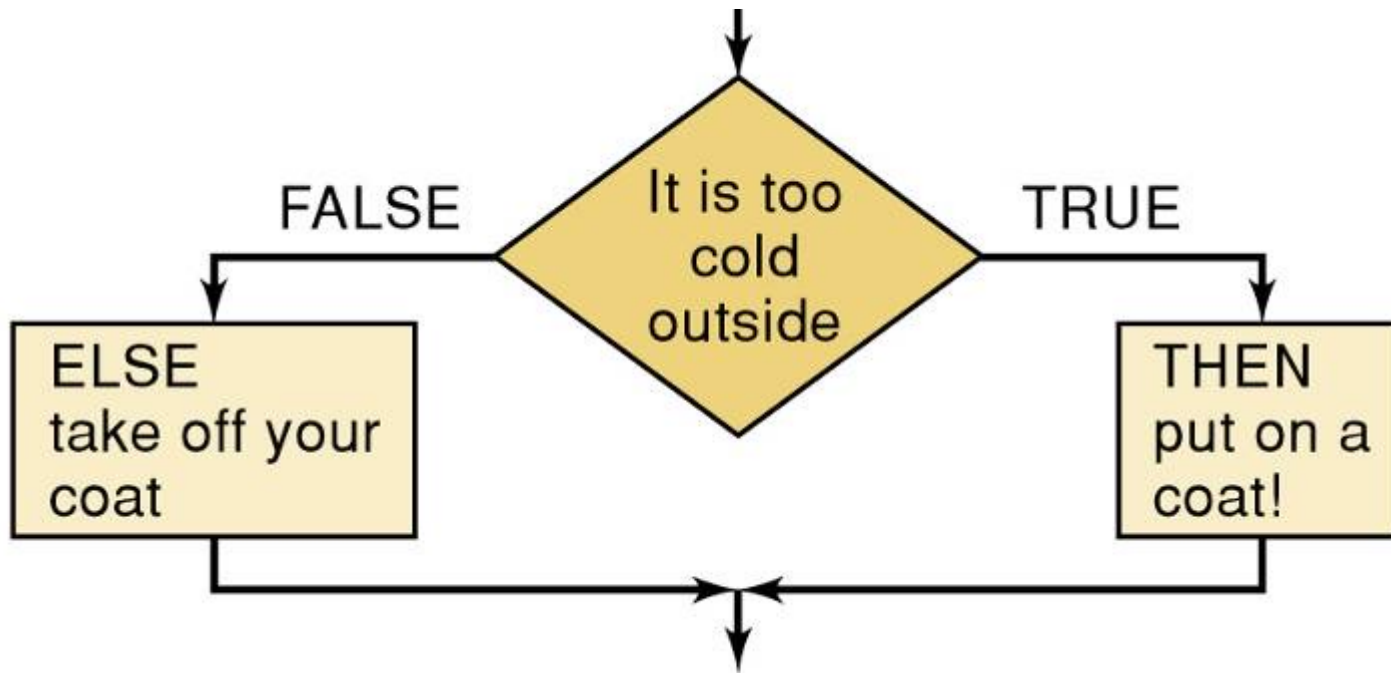 It is too
cold
outside
FALSE
TRUE
ELSE
take off your
coat
THEN
put on a
coat!